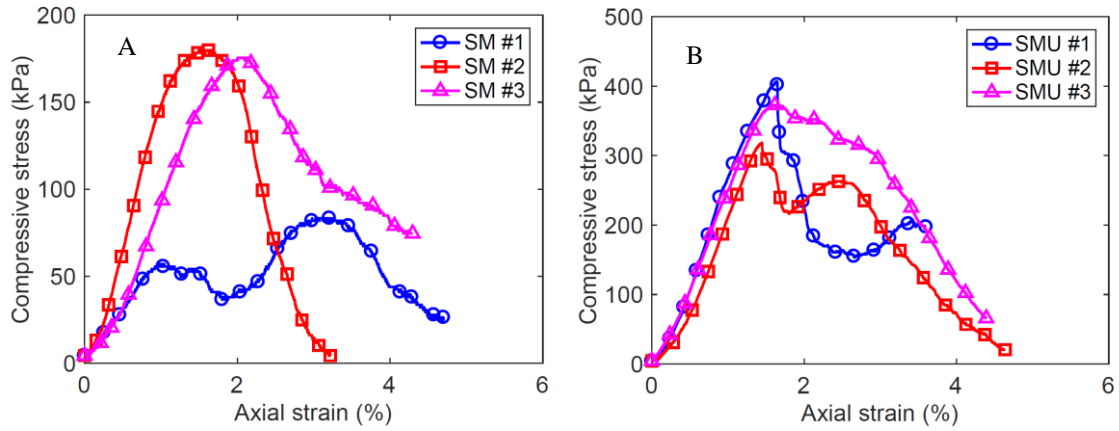 A
SM #1
SM #2
SM #3
200
150
100
50
0
0 2 4 6
Compressive stress (kPa)
Axial strain (%)
B
SMU #1
SMU #2
SMU #3
500
400
300
200
100
0
0 2 4 6
Compressive stress (kPa)
Axial strain (%)